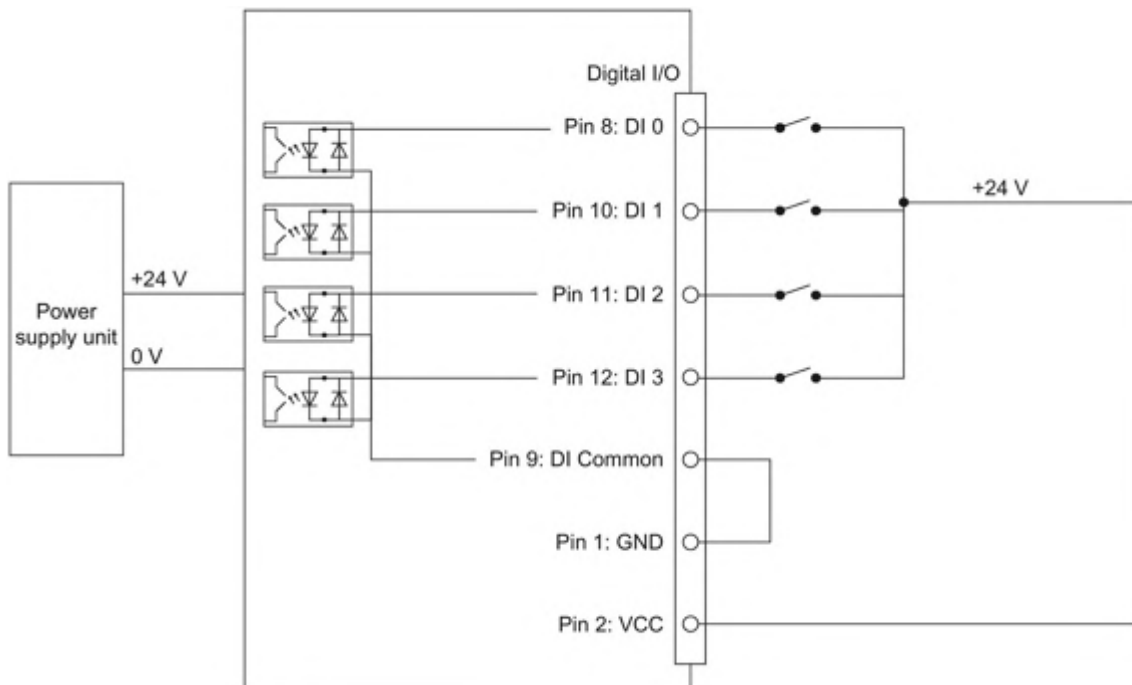 Digital I/O
Pin 8: DI 0
Pin 10: DI 1
+24 V
+24 V
Pin 11: DI 2
Power
supply unit
0 V
Pin 12: DI 3
Pin 9: DI Common
Pin 1: GND
Pin 2: VCC